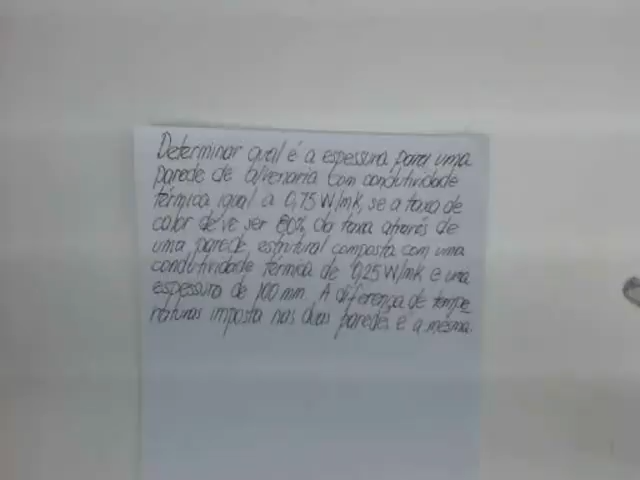 Determinar qual é a espessura para uma
parede de alvenaria com condutividade
térmica igual a 0,75 W/mK, se a taxa de
calor deve ser 80% da taxa através de
uma parede estrutural composta com uma
condutividade térmica de 0,25 W/mK e uma
espessura de 100 mm. A diferença de tempe
raturas imposta nas duas paredes é a mesma.